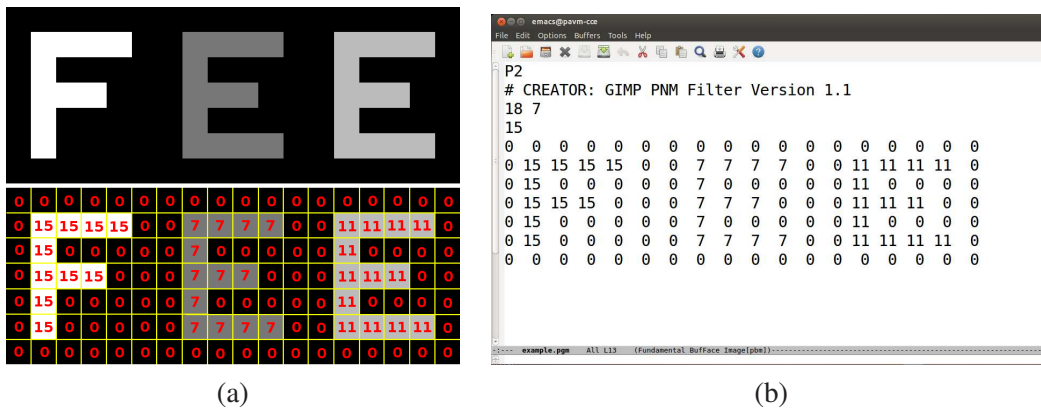 F E E
0 0 0 0 0 0 0 0 0 0 0 0 0 0 0 0 0 0
0 15 15 15 15 0 0 7 7 7 7 0 0 11 11 11 11 0
0 15 0 0 0 0 0 7 0 0 0 0 0 11 0 0 0 0
0 15 15 15 0 0 0 7 7 7 0 0 0 11 11 11 0 0
0 15 0 0 0 0 0 7 0 0 0 0 0 11 0 0 0 0
0 15 0 0 0 0 0 7 7 7 7 0 0 11 11 11 11 0
0 0 0 0 0 0 0 0 0 0 0 0 0 0 0 0 0 0
(a)
emacs@pavm-cce
File Edit Options Buffers Tools Help
P2
# CREATOR: GIMP PNM Filter Version 1.1
18 7
15
0 0 0 0 0 0 0 0 0 0 0 0 0 0 0 0 0 0
0 15 15 15 15 0 0 7 7 7 7 0 0 11 11 11 11 0
0 15 0 0 0 0 0 7 0 0 0 0 0 11 0 0 0 0
0 15 15 15 0 0 0 7 7 7 0 0 0 11 11 11 0 0
0 15 0 0 0 0 0 7 0 0 0 0 0 11 0 0 0 0
0 15 0 0 0 0 0 7 7 7 7 0 0 11 11 11 11 0
0 0 0 0 0 0 0 0 0 0 0 0 0 0 0 0 0 0
-:--- example.pgm All L13 (Fundamental BufFace Image[pbm])---
(b)